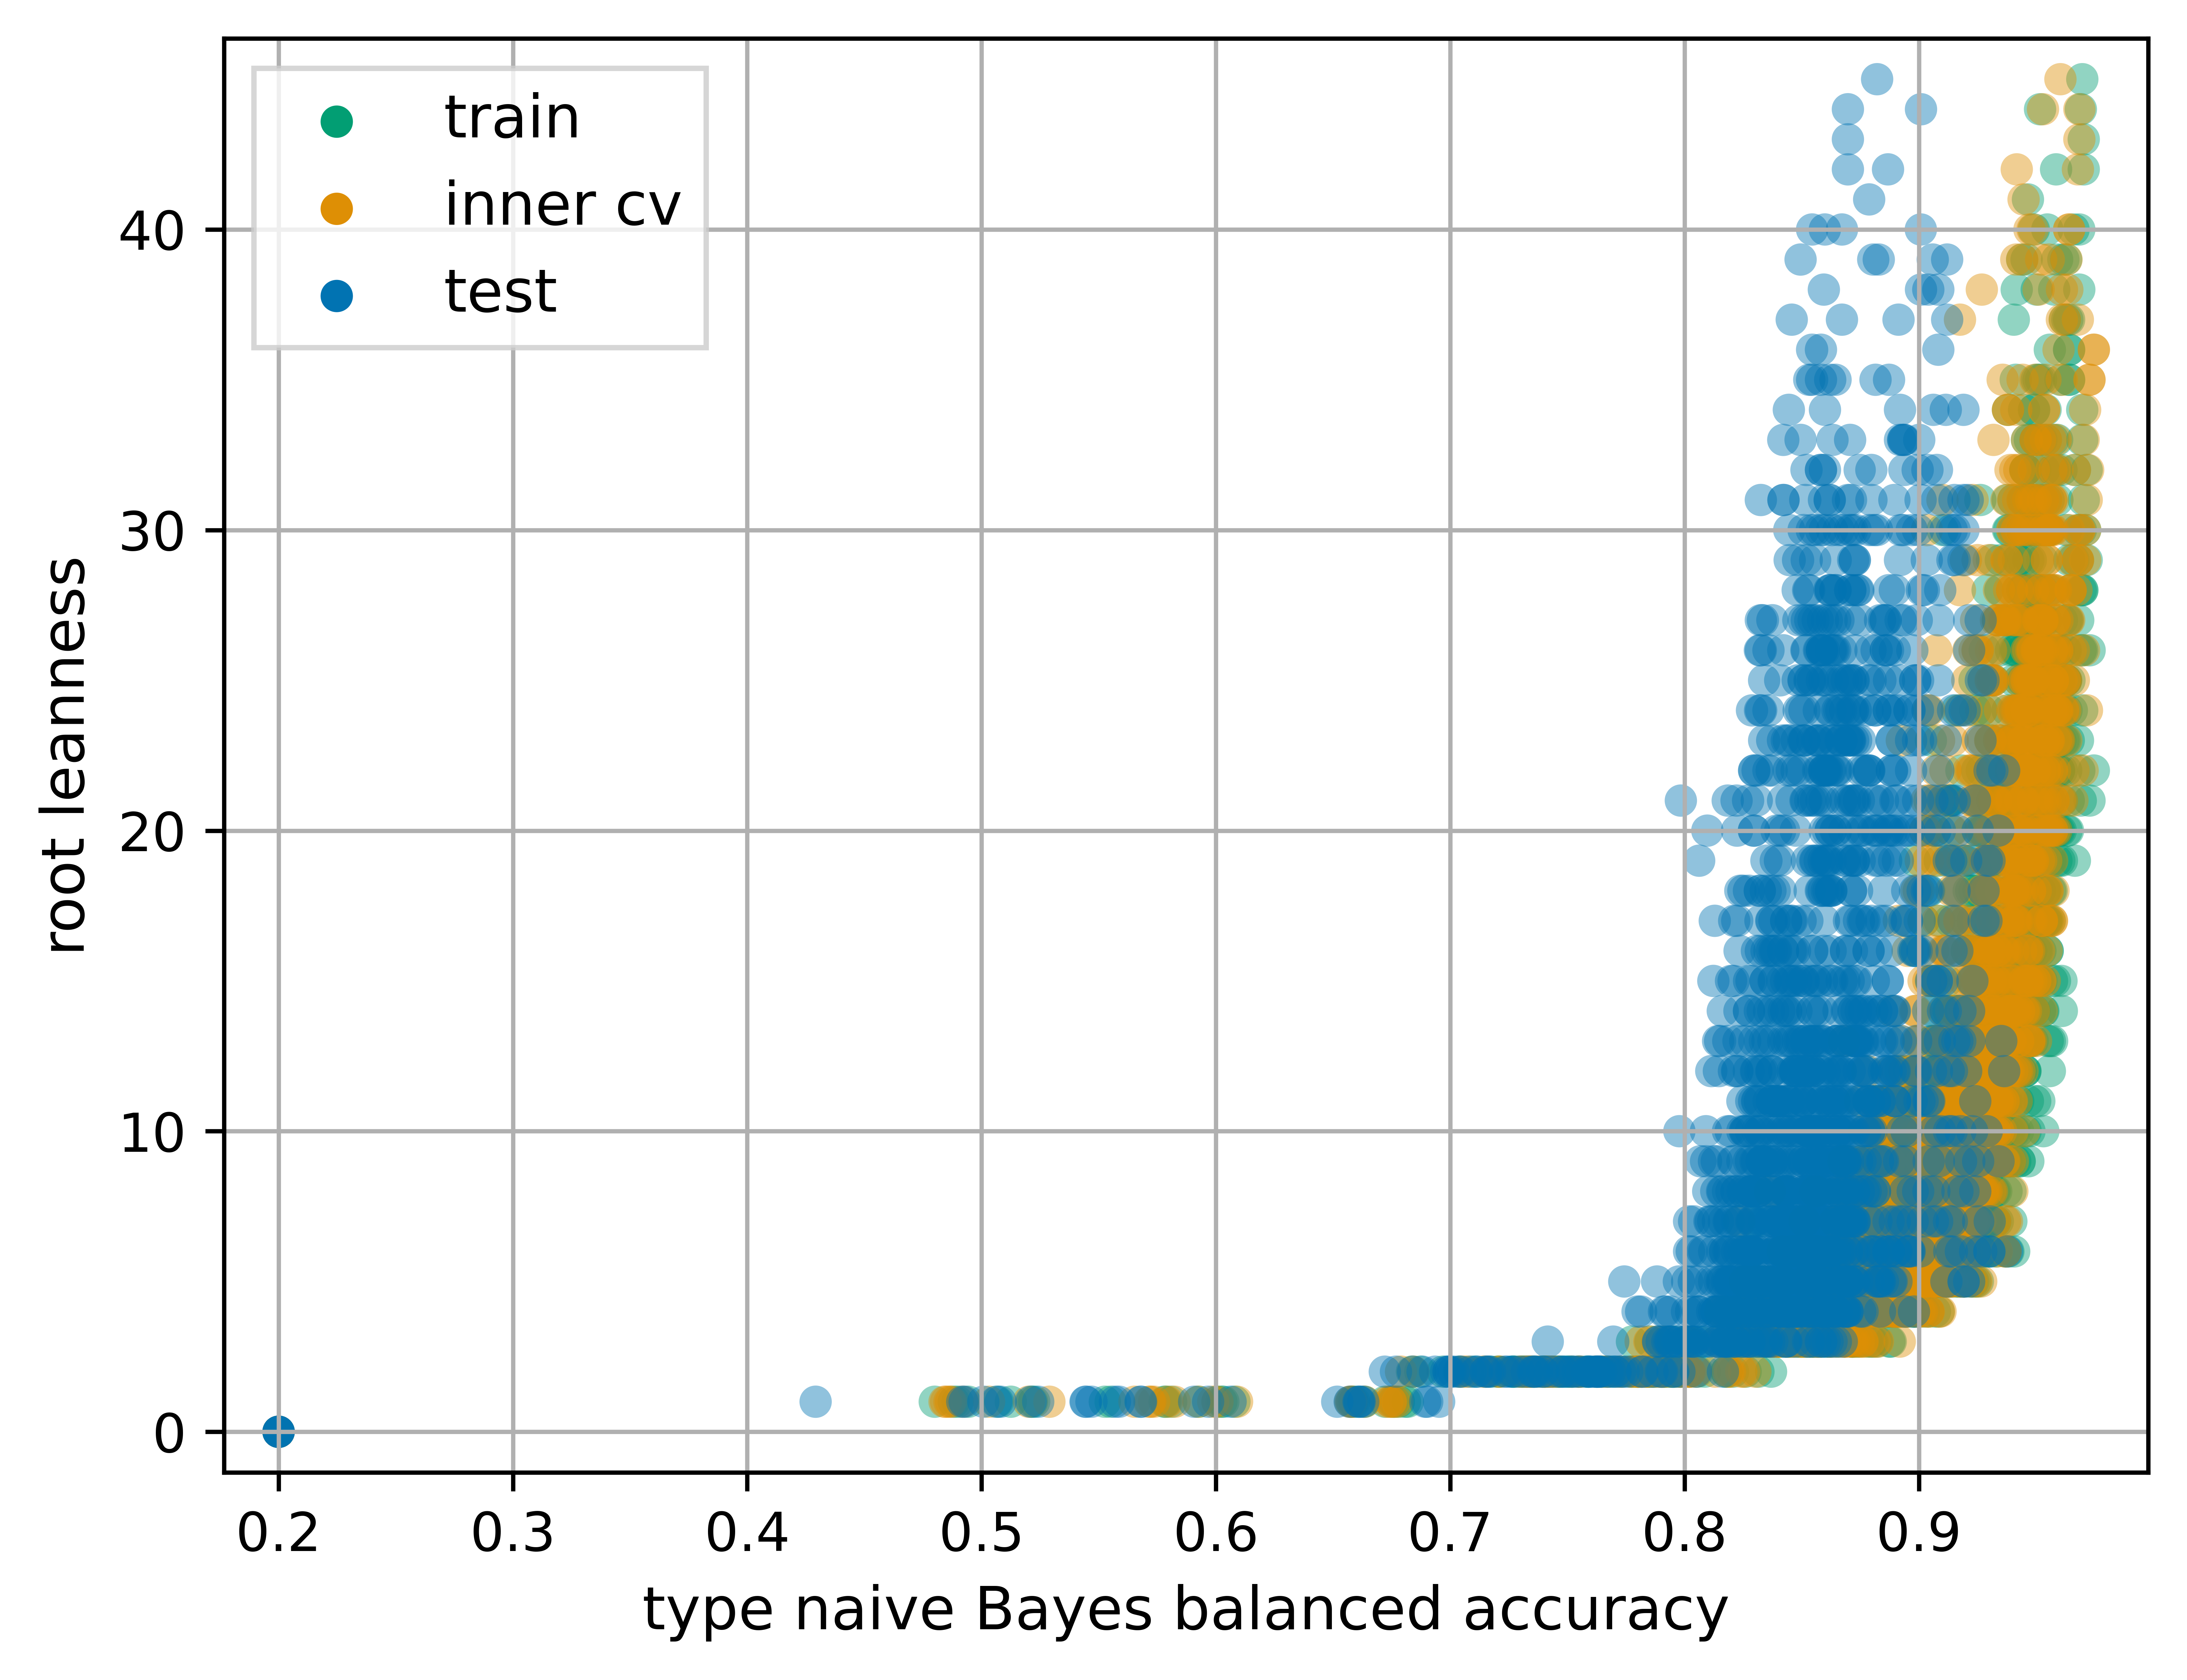 train
inner cv
test
40
30
20
10
0
root leanness
0.2 0.3 0.4 0.5 0.6 0.7 0.8 0.9
type naive Bayes balanced accuracy